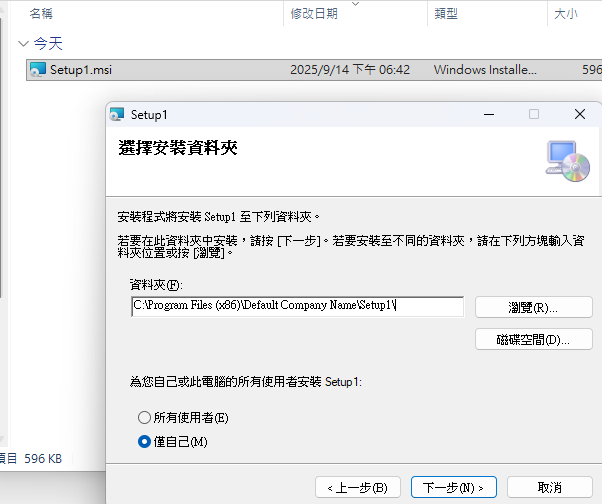 名稱 修改日期 類型 大小
今天
Setup1.msi 2025/9/14 下午 06:42 Windows Installe... 596
Setup1
選擇安裝資料夾
安裝程式將安裝 Setup1 至下列資料夾。
若要在此資料夾中安裝，請按 [下一步]。若要安裝至不同的資料夾，請在下列方塊輸入資
料夾位置或按 [瀏覽]。
資料夾(F):
C:\Program Files (x86)\Default Company Name\Setup1\
瀏覽(R)...
磁碟空間(D)...
為您自己或此電腦的所有使用者安裝 Setup1:
所有使用者(E)
僅自己(M)
項目 596 KB
< 上一步(B) 下一步(N) > 取消